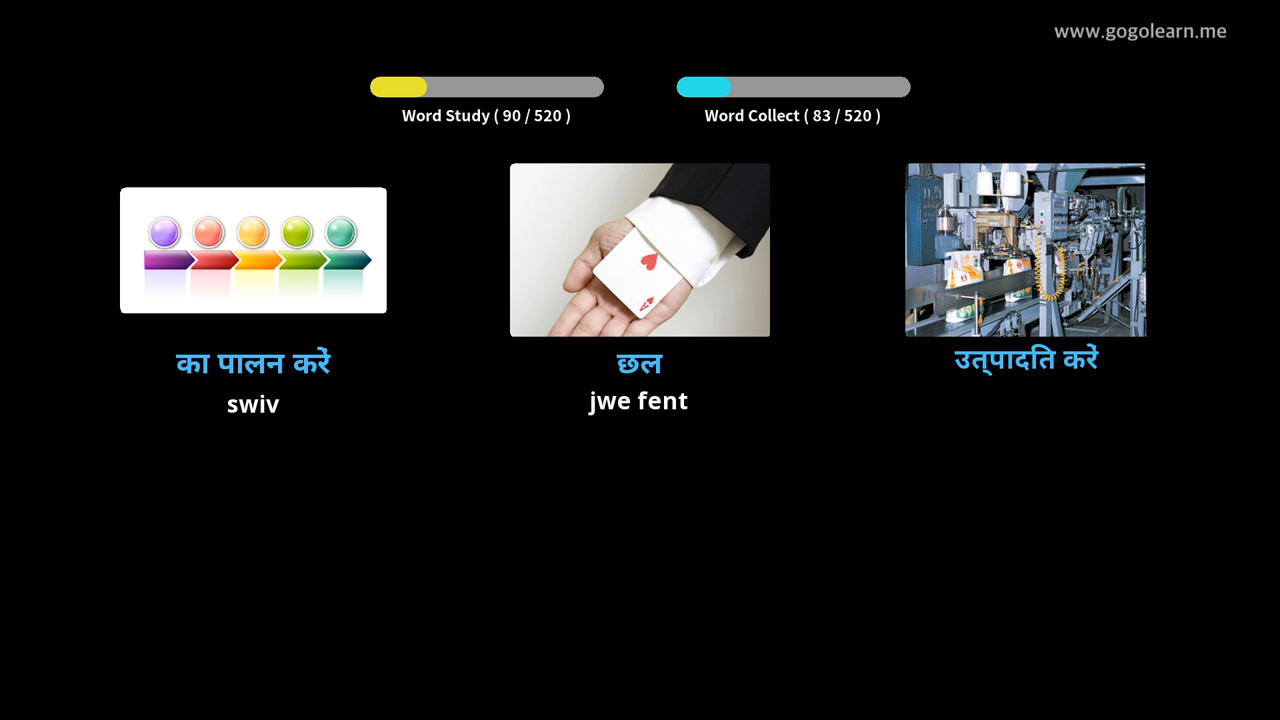 www.gogolearn.me
Word Study ( 90 / 520 )
Word Collect ( 83 / 520 )
का पालन करें
swiv
छल
jwe fent
उत्पादित करें